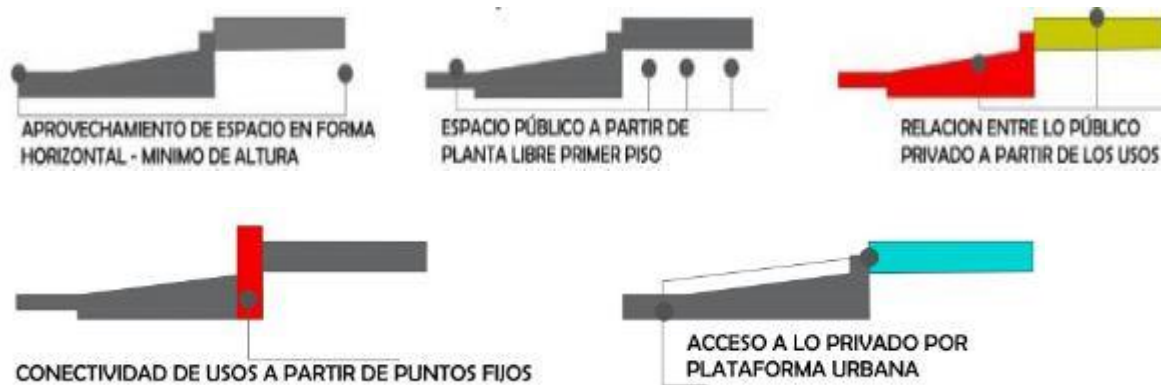 APROVECHAMIENTO DE ESPACIO EN FORMA
HORIZONTAL - MINIMO DE ALTURA
ESPACIO PÚBLICO A PARTIR DE
PLANTA LIBRE PRIMER PISO
RELACION ENTRE LO PÚBLICO
PRIVADO A PARTIR DE LOS USOS
CONECTIVIDAD DE USOS A PARTIR DE PUNTOS FIJOS
ACCESO A LO PRIVADO POR
PLATAFORMA URBANA